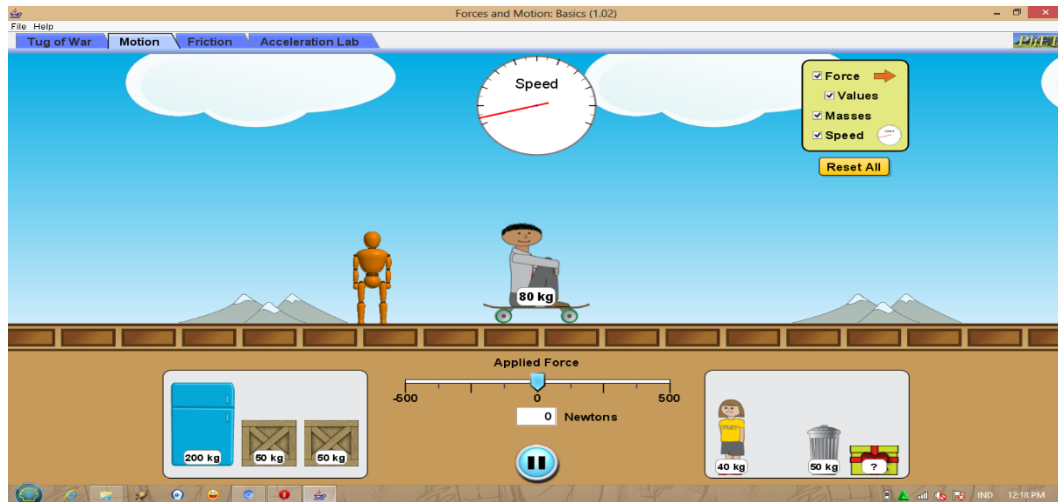 Forces and Motion: Basics (1.02)
File Help
Tug of War Motion Friction Acceleration Lab PhET
Speed
Force
Values
Masses
Speed
Reset All
80 kg
Applied Force
-500 0 500
0 Newtons
200 kg 50 kg 50 kg
40 kg 50 kg ?
IND 12:18 PM